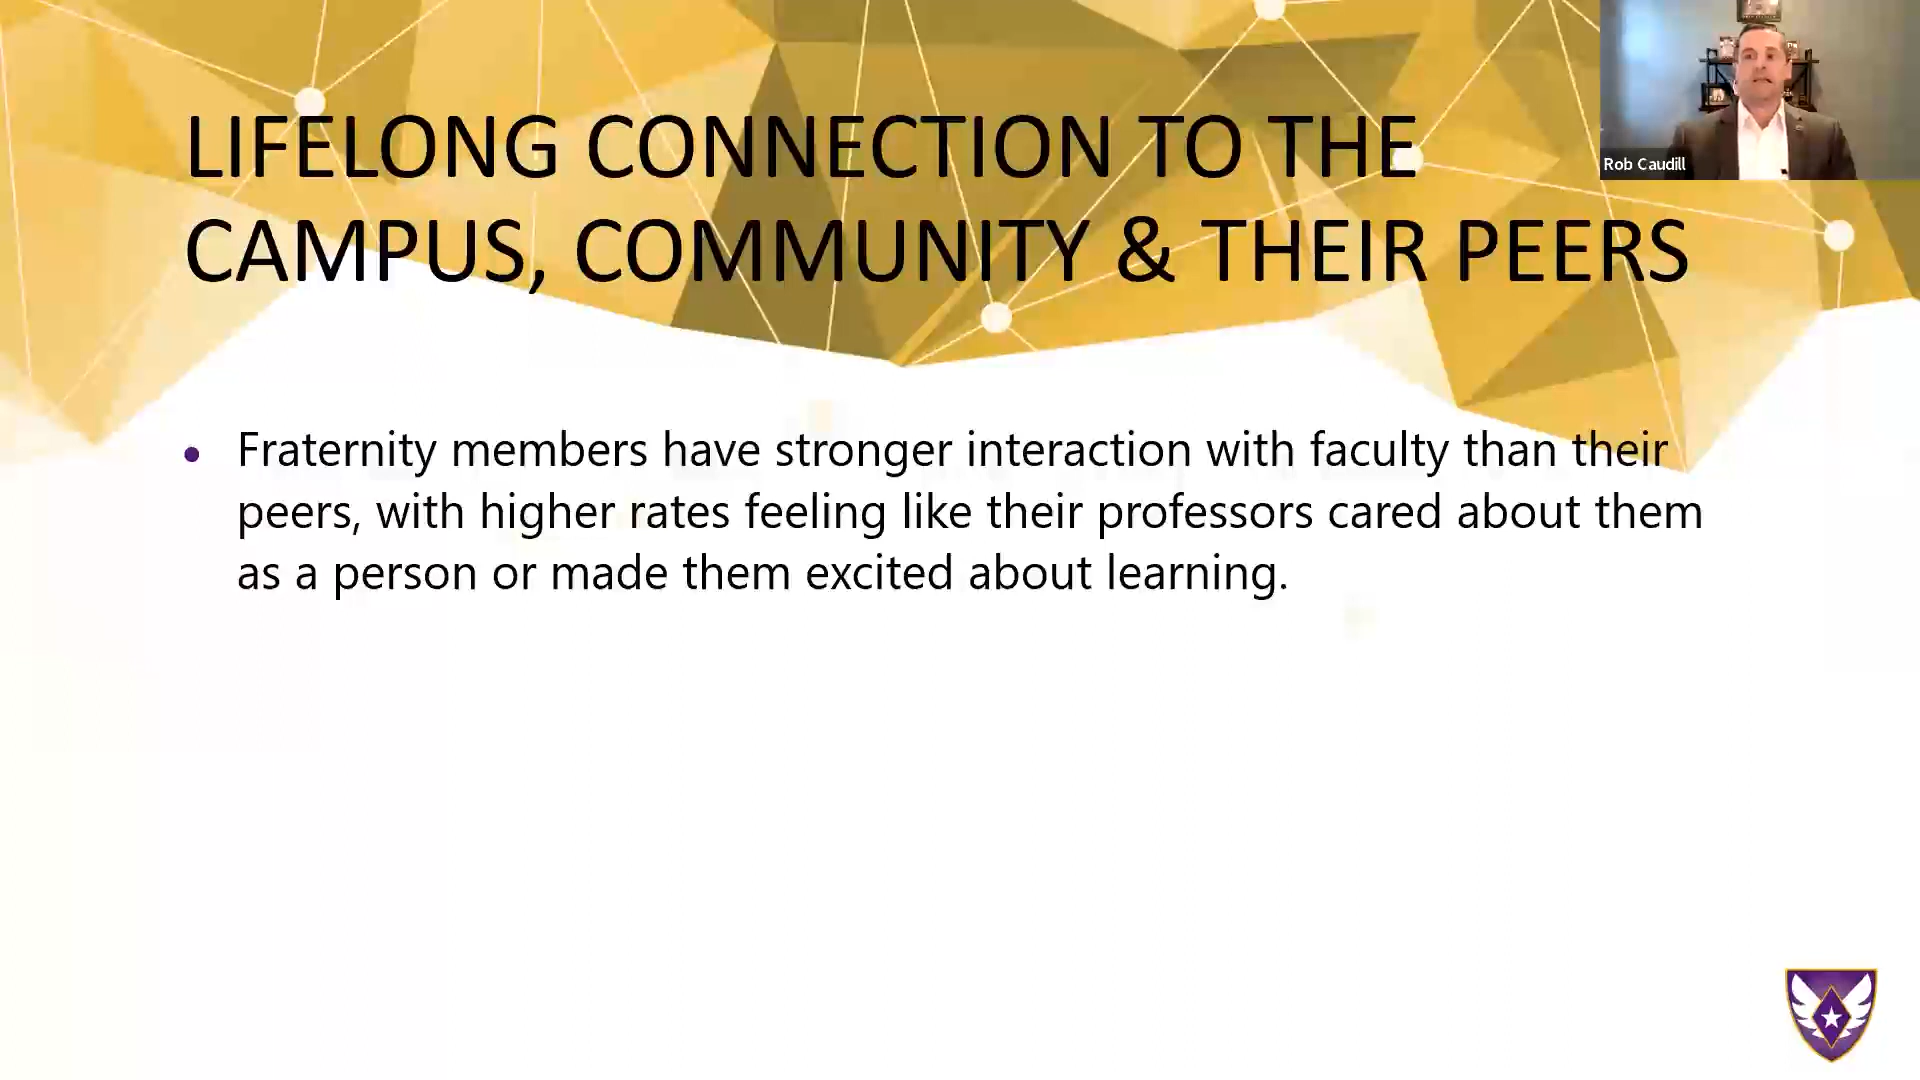 LIFELONG CONNECTION TO THE
CAMPUS, COMMUNITY & THEIR PEERS
Rob Caudill
• Fraternity members have stronger interaction with faculty than their
peers, with higher rates feeling like their professors cared about them
as a person or made them excited about learning.